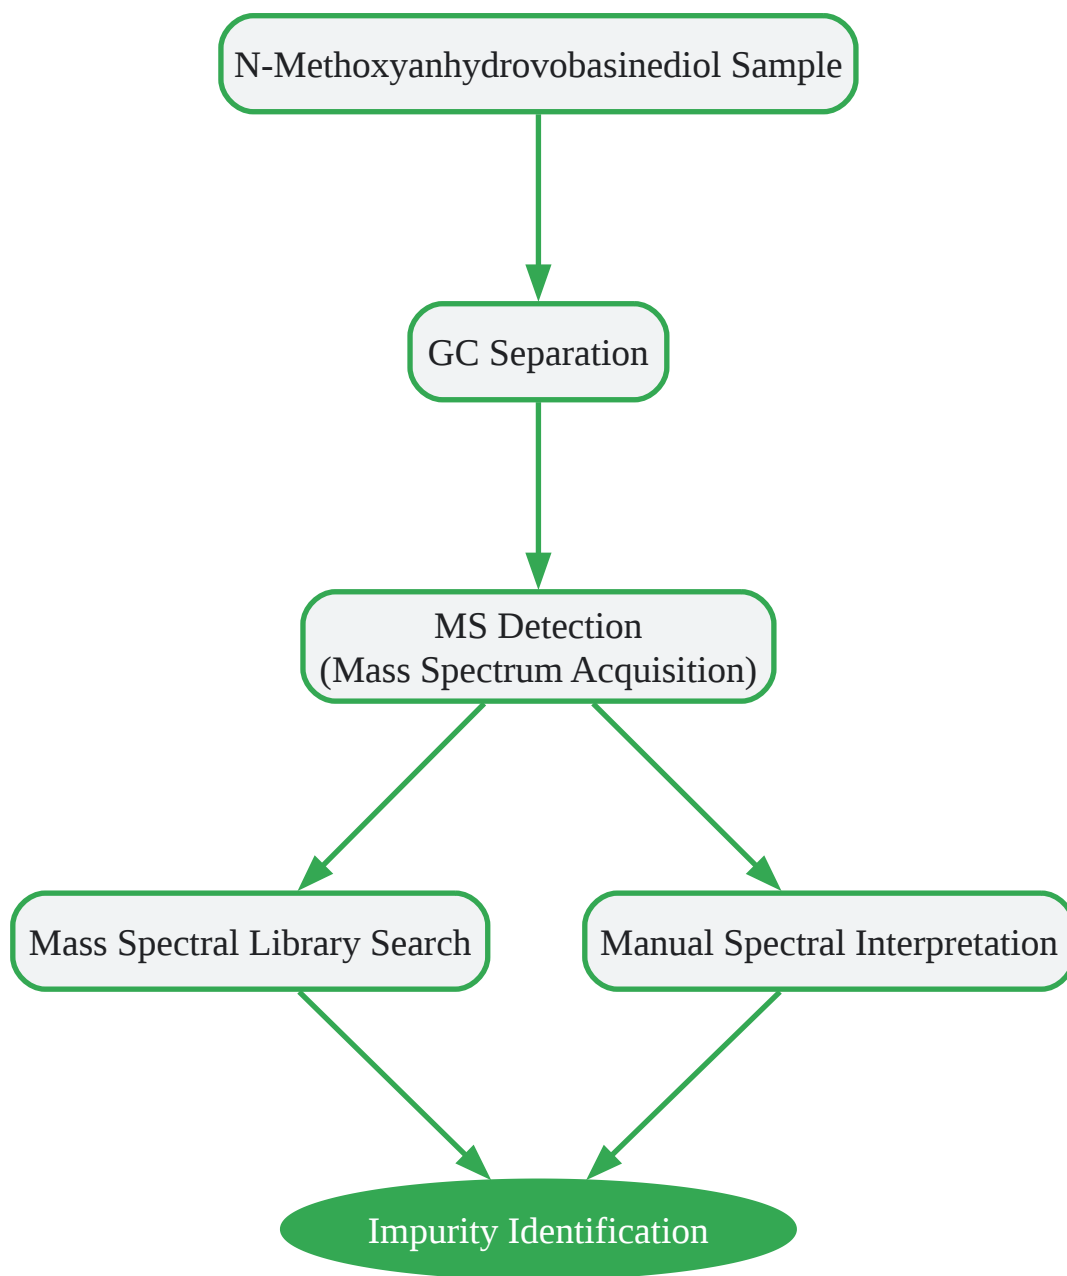 N-Methoxyanhydrovobasinediol Sample
GC Separation
MS Detection
(Mass Spectrum Acquisition)
Mass Spectral Library Search
Manual Spectral Interpretation
Impurity Identification